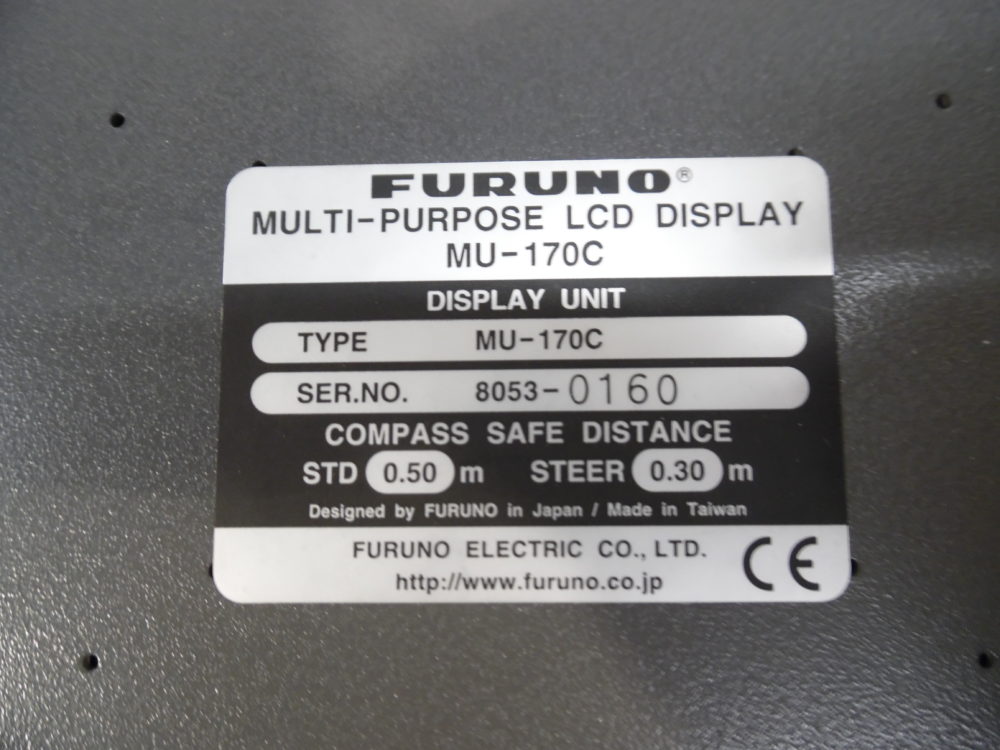 FURUNO®
MULTI-PURPOSE LCD DISPLAY
MU-170C
DISPLAY UNIT
TYPE MU-170C
SER.NO. 8053-0160
COMPASS SAFE DISTANCE
STD 0.50 m STEER 0.30 m
Designed by FURUNO in Japan / Made in Taiwan
FURUNO ELECTRIC CO., LTD.
http://www.furuno.co.jp
CE